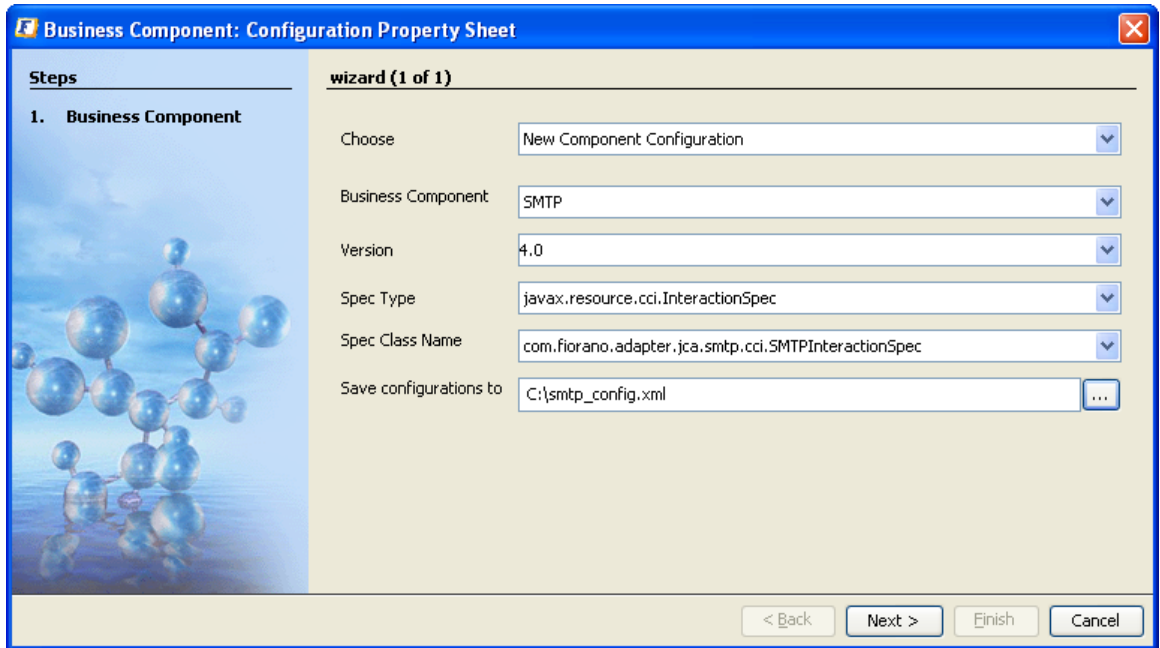 Business Component: Configuration Property Sheet
Steps
1. Business Component
wizard (1 of 1)
Choose New Component Configuration
Business Component SMTP
Version 4.0
Spec Type javax.resource.cci.InteractionSpec
Spec Class Name com.fiorano.adapter.jca.smtp.cci.SMTPInteractionSpec
Save configurations to C:\smtp_config.xml ...
< Back Next > Finish Cancel